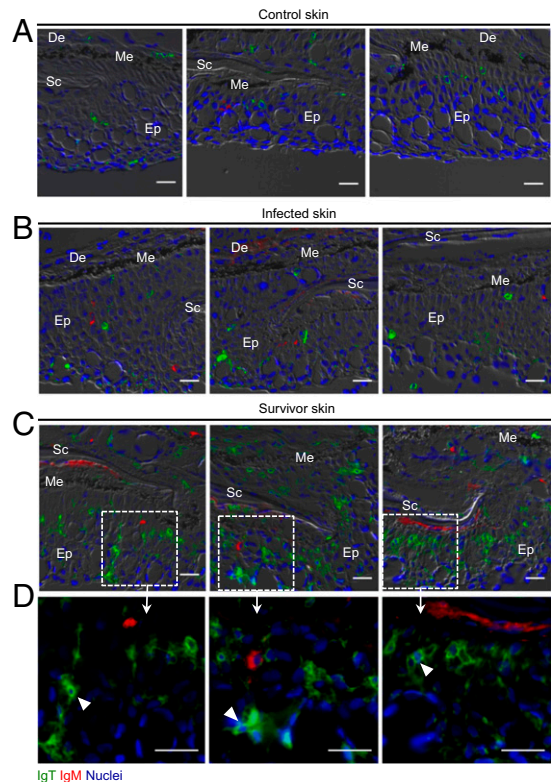 Control skin
A
De
Me
Sc
Ep
Sc
Me
Ep
Me
De
Ep
Infected skin
B
De
Me
Sc
Ep
De
Me
Sc
Ep
Sc
Me
Ep
Survivor skin
C
Sc
Me
Ep
Me
Sc
Ep
Me
Sc
Ep
D
IgT IgM Nuclei